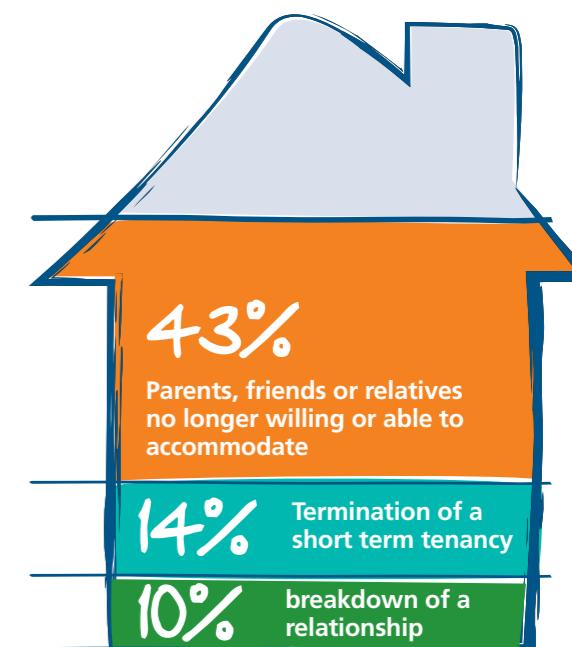 43%
Parents, friends or relatives
no longer willing or able to
accommodate
14%
Termination of a
short term tenancy
10%
breakdown of a
relationship